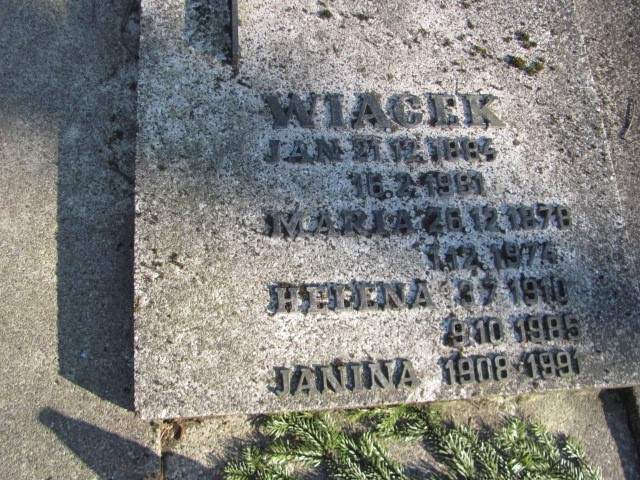 WIACEK
JAN 21.12.1884
16.2.1961
MARIA 26.12.1878
1.12.1974
HELENA 3.7.1910
9.10.1985
JANINA 1908-1991